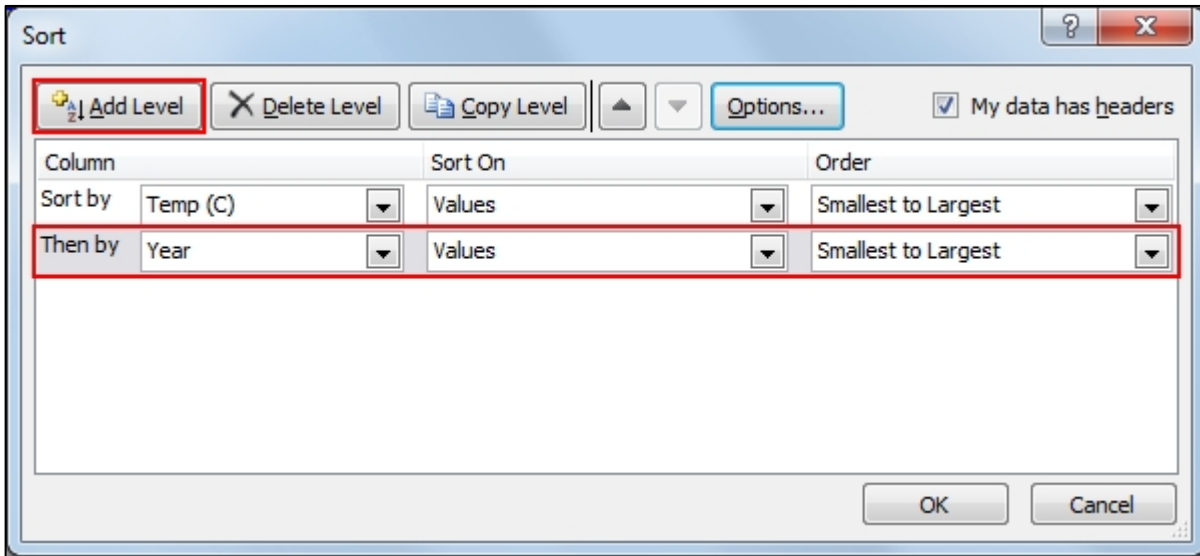 Sort
Add Level Delete Level Copy Level Options... My data has headers
Column Sort On Order
Sort by Temp (C) Values Smallest to Largest
Then by Year Values Smallest to Largest
OK Cancel